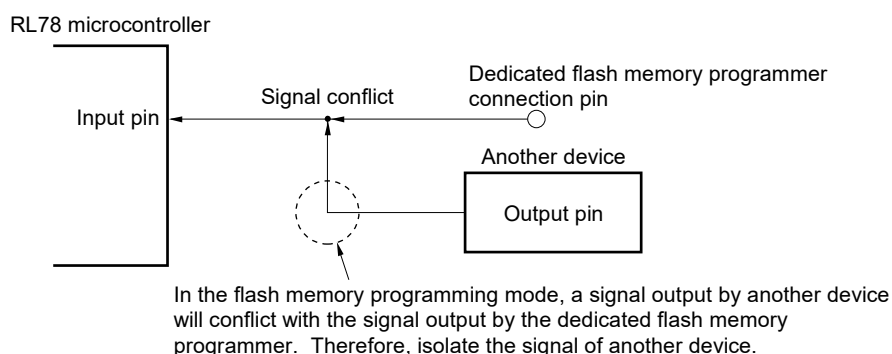 RL78 microcontroller
Input pin
Signal conflict
Dedicated flash memory programmer
connection pin
Another device
Output pin
In the flash memory programming mode, a signal output by another device
will conflict with the signal output by the dedicated flash memory
programmer. Therefore, isolate the signal of another device.